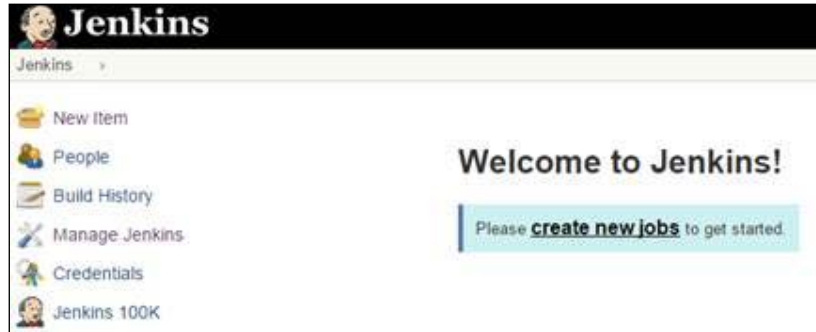 Jenkins
Jenkins
New Item
People
Build History
Manage Jenkins
Credentials
Jenkins 100K
Welcome to Jenkins!
Please create new jobs to get started.